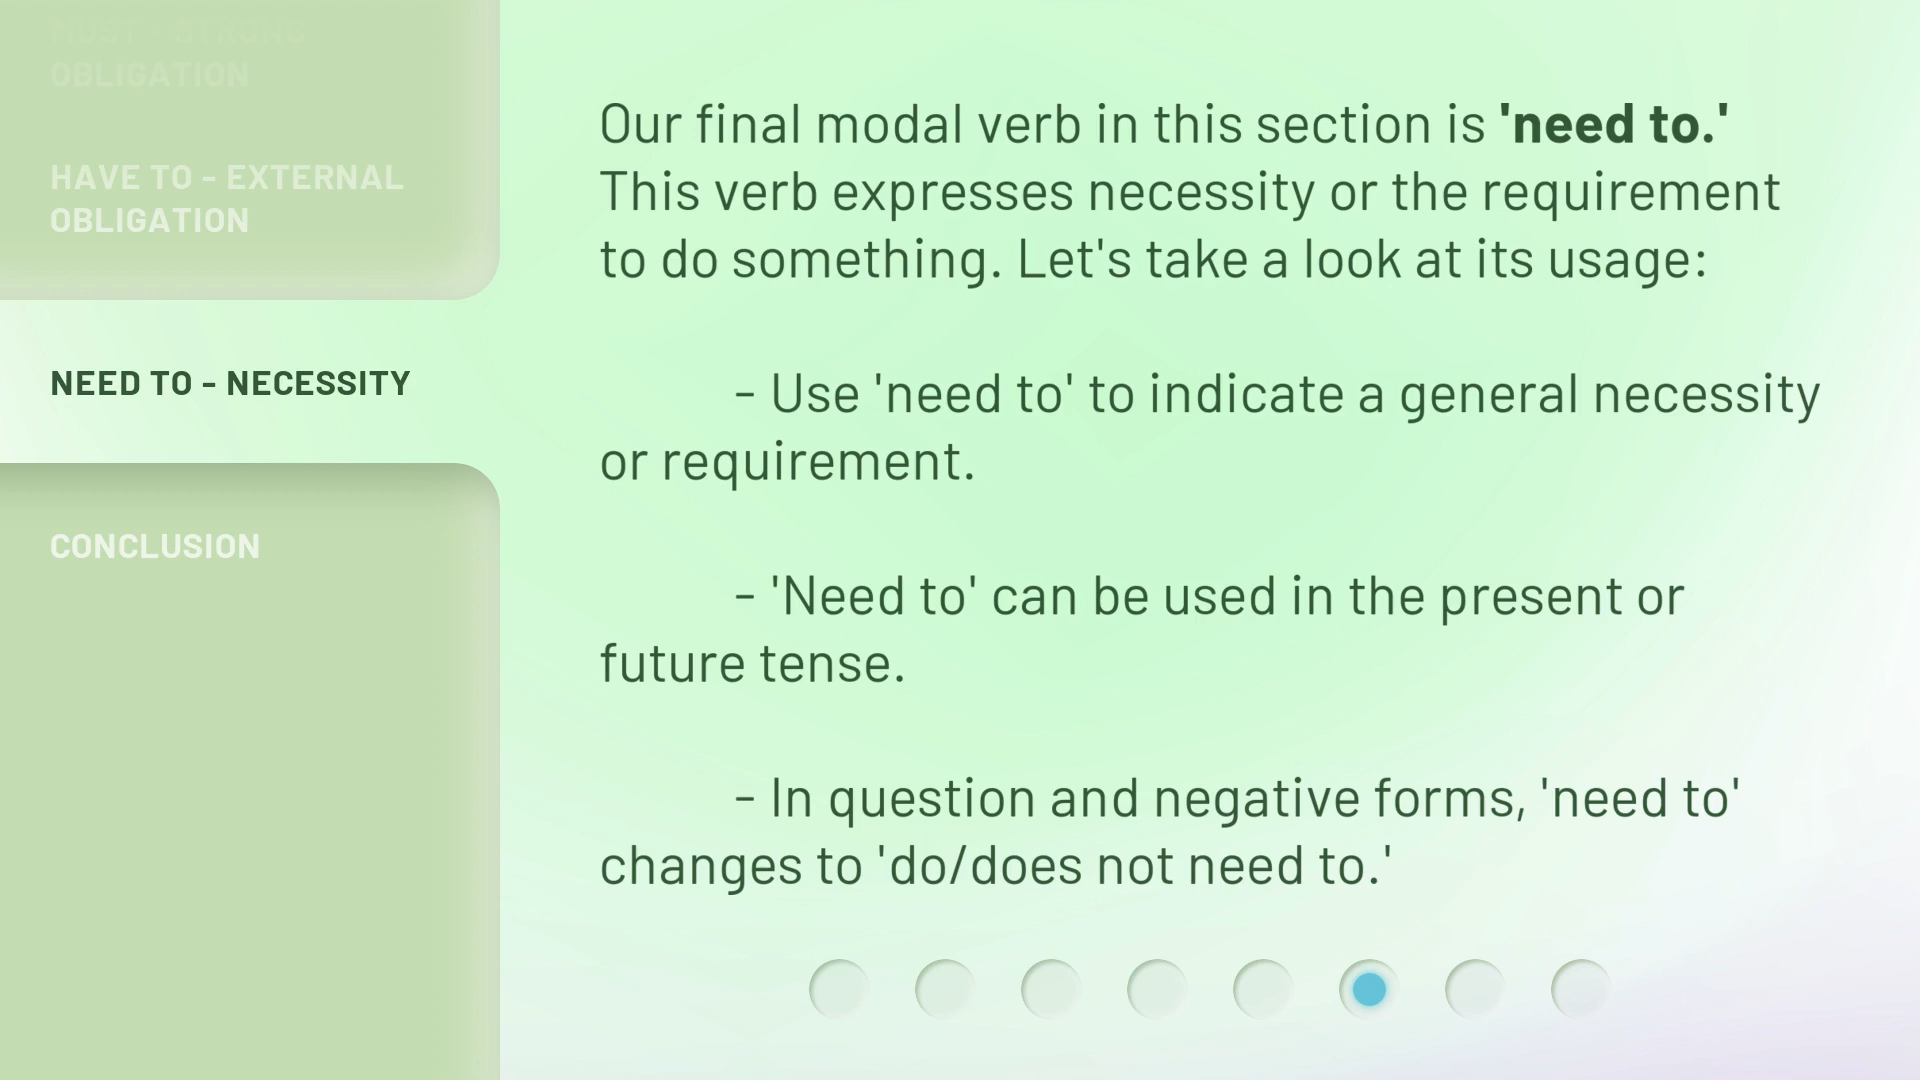 MUST - STRONG
OBLIGATION
HAVE TO - EXTERNAL
OBLIGATION
NEED TO - NECESSITY
CONCLUSION
Our final modal verb in this section is 'need to.'
This verb expresses necessity or the requirement
to do something. Let's take a look at its usage:
- Use 'need to' to indicate a general necessity
or requirement.
- 'Need to' can be used in the present or
future tense.
- In question and negative forms, 'need to'
changes to 'do/does not need to.'